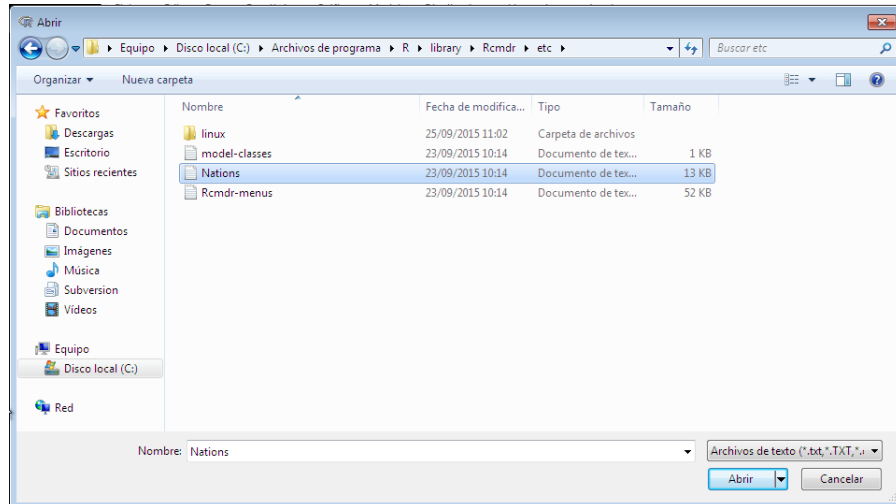 Abrir
Equipo Disco local (C:) Archivos de programa R library Rcmdr etc Buscar etc
Organizar Nueva carpeta
Favoritos
Descargas
Escritorio
Sitios recientes
Bibliotecas
Documentos
Imágenes
Música
Subversion
Vídeos
Equipo
Disco local (C:)
Red
Nombre Fecha de modifica... Tipo Tamaño
linux 25/09/2015 11:02 Carpeta de archivos
model-classes 23/09/2015 10:14 Documento de tex... 1 KB
Nations 23/09/2015 10:14 Documento de tex... 13 KB
Rcmdr-menus 23/09/2015 10:14 Documento de tex... 52 KB
Nombre: Nations Archivos de texto (*.txt,*.TXT,*.
Abrir Cancelar